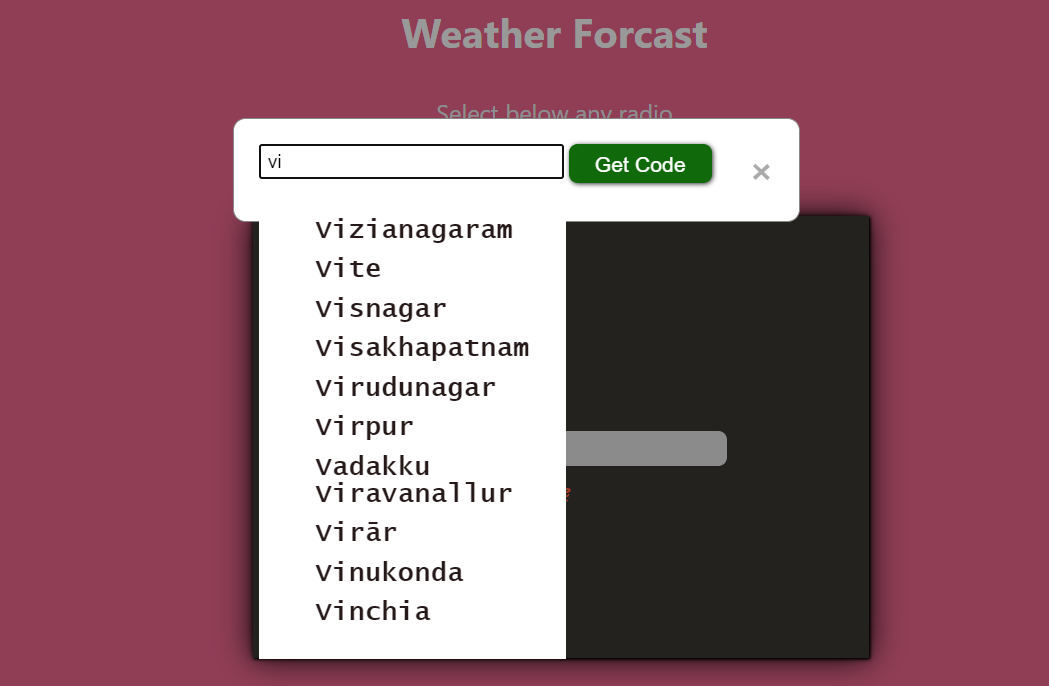 Weather Forcast
Select below any radio
vi
Get Code
×
Vizianagaram
Vite
Visnagar
Visakhapatnam
Virudunagar
Virpur
Vadakku
Viravanallur
Virār
Vinukonda
Vinchia